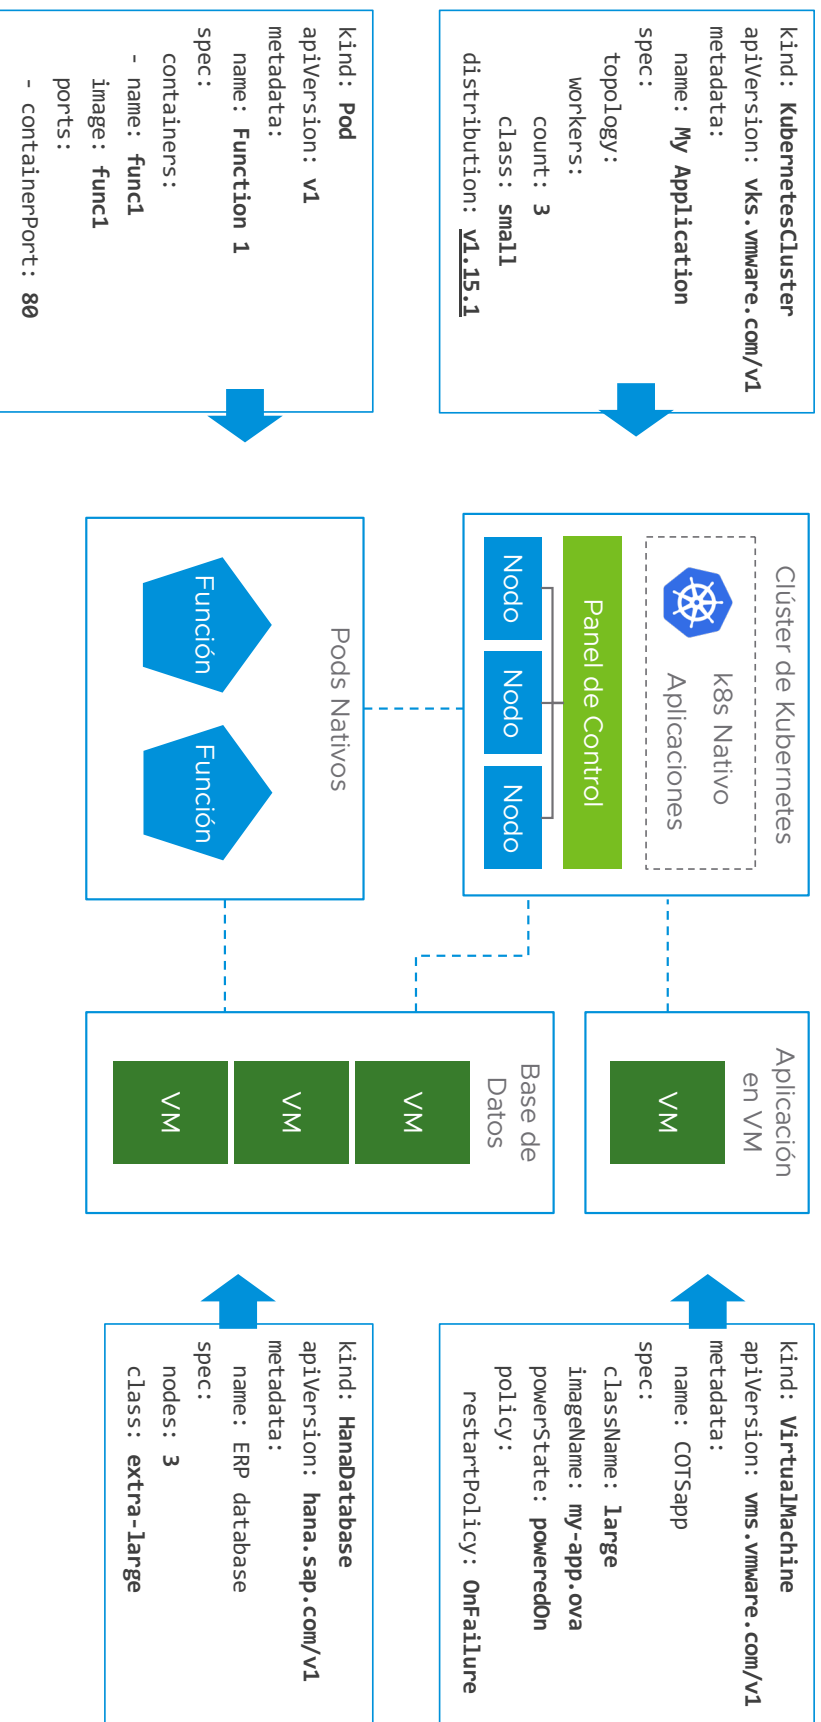 kind: KubernetesCluster
apiVersion: vks.vmware.com/v1
metadata:
  name: My Application
spec:
  topology:
    workers:
      count: 3
      class: small
  distribution: v1.15.1
Clúster de Kubernetes
k8s Nativo
Aplicaciones
Panel de Control
Nodo
Nodo
Nodo
Aplicación
en VM
VM
kind: VirtualMachine
apiVersion: vms.vmware.com/v1
metadata:
  name: COTSapp
spec:
  className: large
  imageName: my-app.ova
  powerState: poweredOn
  policy:
    restartPolicy: OnFailure
kind: Pod
apiVersion: v1
metadata:
  name: Function 1
spec:
  containers:
  - name: func1
    image: func1
    ports:
    - containerPort: 80
Pods Nativos
Función
Función
Base de
Datos
VM
VM
VM
kind: HanaDatabase
apiVersion: hana.sap.com/v1
metadata:
  name: ERP database
spec:
  nodes: 3
  class: extra-large